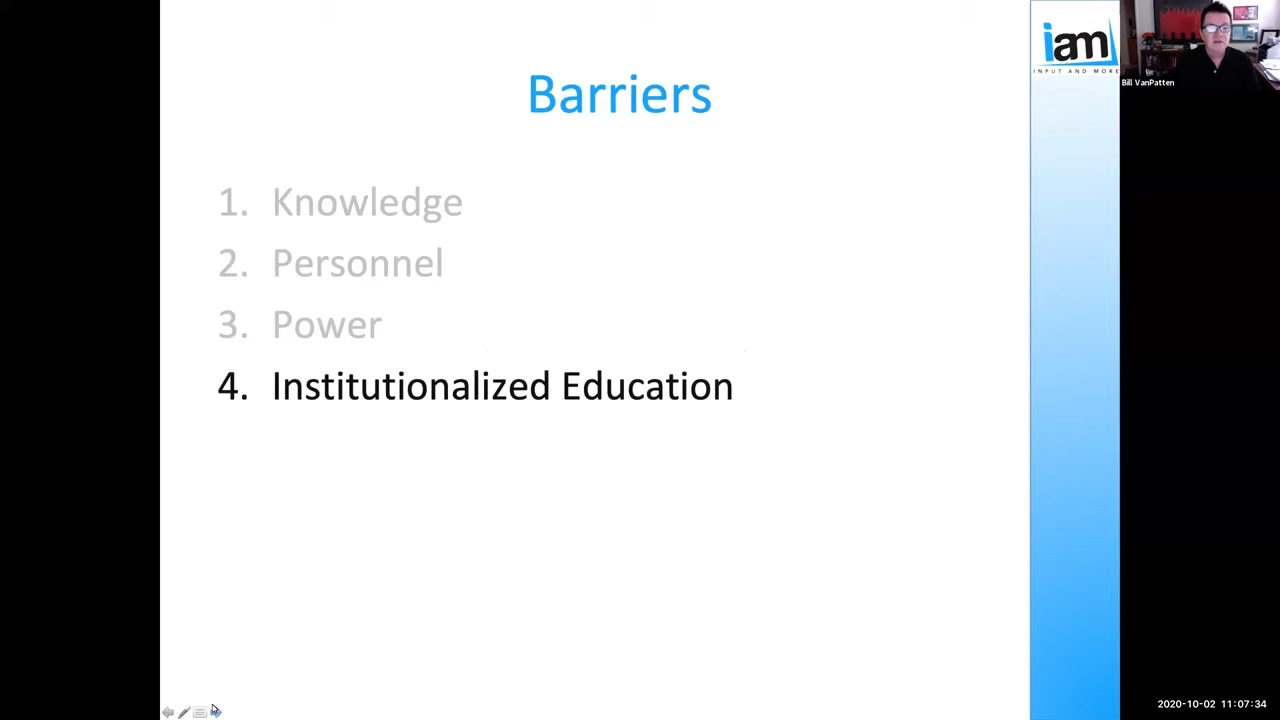 Barriers
1. Knowledge
2. Personnel
3. Power
4. Institutionalized Education
iam
INPUT AND MORE
Bill VanPatten
2020-10-02 11:07:34